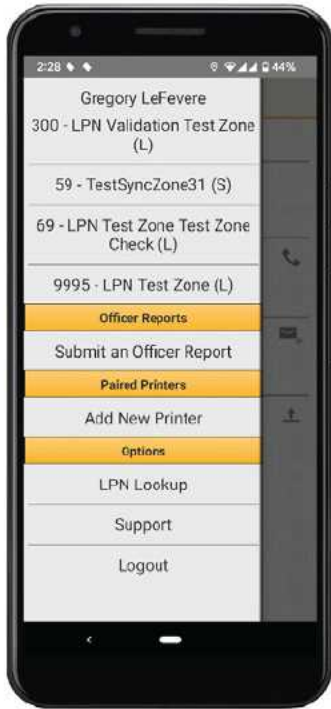 2:28 44%
Gregory LeFevere
300 - LPN Validation Test Zone
(L)
59 - TestSyncZone31 (S)
69 - LPN Test Zone Test Zone
Check (L)
9995 - LPN Test Zone (L)
Officer Reports
Submit an Officer Report
Paired Printers
Add New Printer
Options
LPN Lookup
Support
Logout